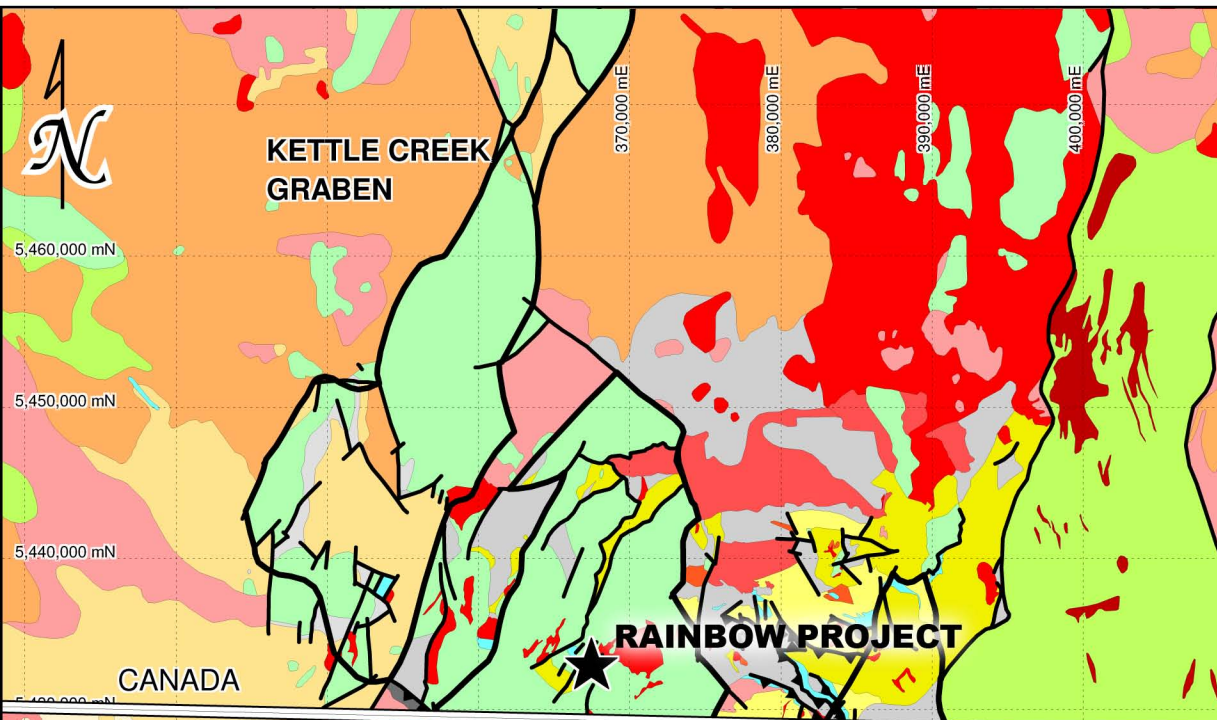 370,000 mE
380,000 mE
390,000 mE
400,000 mE
N
KETTLE CREEK
GRABEN
5,460,000 mN
5,450,000 mN
5,440,000 mN
RAINBOW PROJECT
CANADA